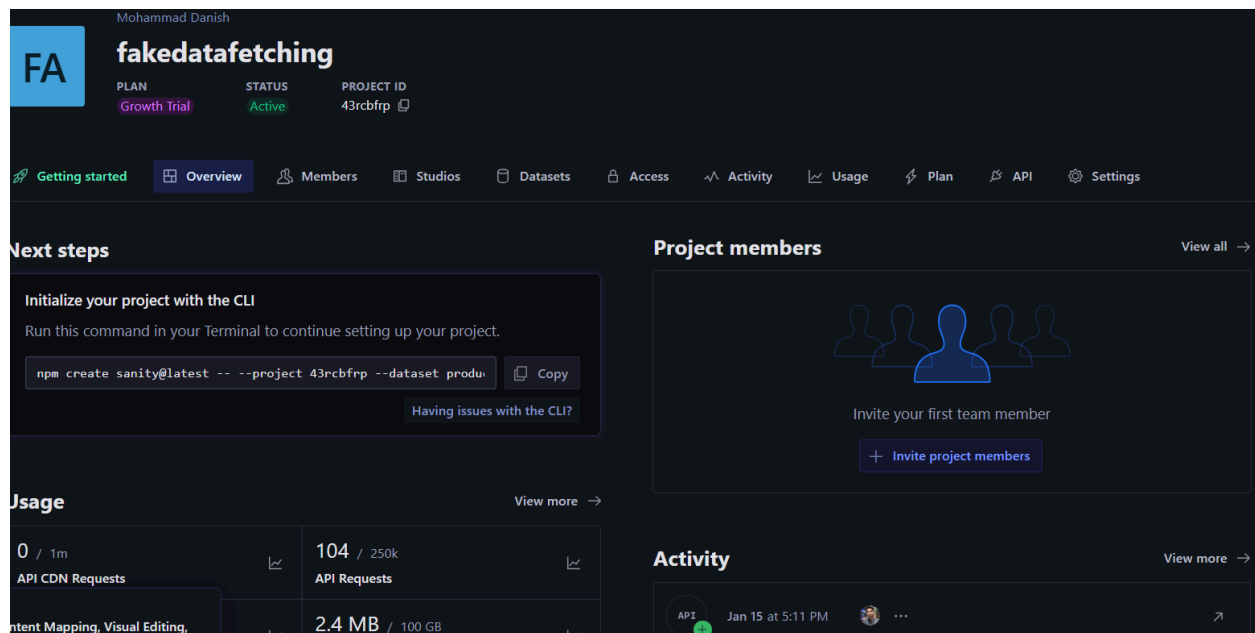 Mohammad Danish
FA
fakedatafetching
PLAN STATUS PROJECT ID
Growth Trial Active 43rcbfrp
Getting started Overview Members Studios Datasets Access Activity Usage Plan API Settings
Next steps
Initialize your project with the CLI
Run this command in your Terminal to continue setting up your project.
npm create sanity@latest -- --project 43rcbfrp --dataset produ
Copy
Having issues with the CLI?
Project members
View all
Invite your first team member
Invite project members
Usage
View more
0 / 1m
API CDN Requests
104 / 250k
API Requests
ntent Mapping, Visual Editing,
2.4 MB / 100 GB
Activity
View more
API Jan 15 at 5:11 PM ...